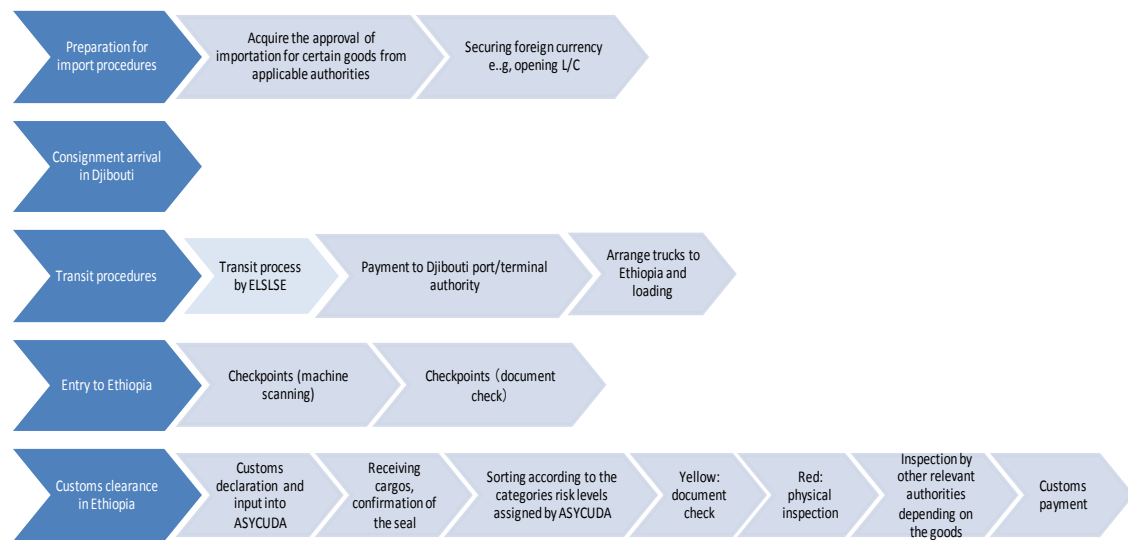 Preparation for
import procedures
Acquire the approval of
importation for certain goods from
applicable authorities
Securing foreign currency
e..g, opening L/C
Consignment arrival
in Djibouti
Transit procedures
Transit process
by ELSLSE
Payment to Djibouti port/terminal
authority
Arrange trucks to
Ethiopia and
loading
Entry to Ethiopia
Checkpoints (machine
scanning)
Checkpoints（document
check）
Customs clearance
in Ethiopia
Customs
declaration and
input into
ASYCUDA
Receiving
cargos,
confirmation of
the seal
Sorting according to the
categories risk levels
assigned by ASYCUDA
Yellow:
document
check
Red:
physical
inspection
Inspection by
other relevant
authorities
depending on
the goods
Customs
payment